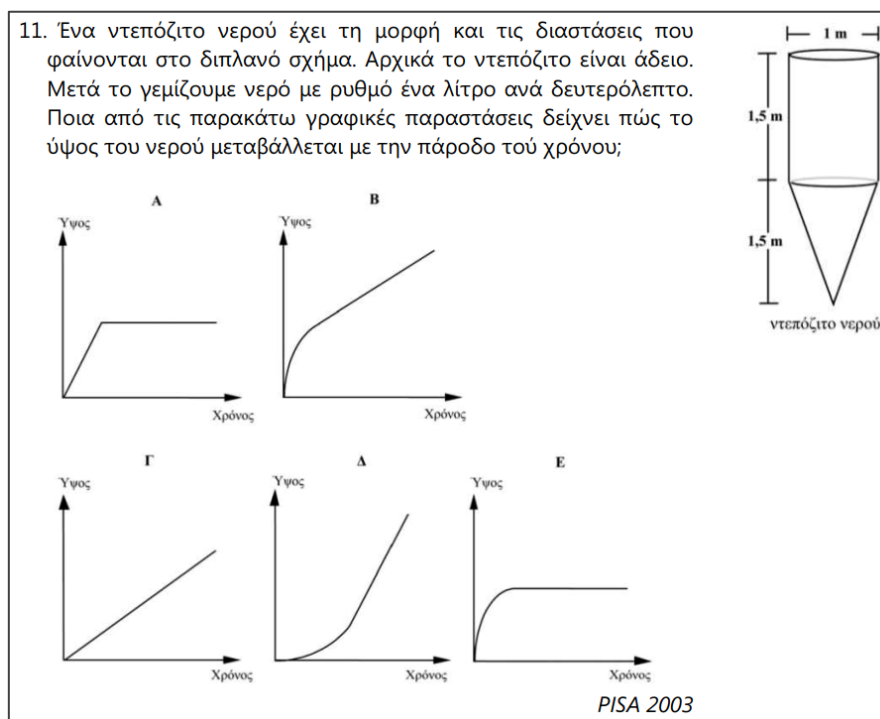 11. Ένα ντεπόζιτο νερού έχει τη μορφή και τις διαστάσεις που
φαίνονται στο διπλανό σχήμα. Αρχικά το ντεπόζιτο είναι άδειο.
Μετά το γεμίζουμε νερό με ρυθμό ένα λίτρο ανά δευτερόλεπτο.
Ποια από τις παρακάτω γραφικές παραστάσεις δείχνει πώς το
ύψος του νερού μεταβάλλεται με την πάροδο τού χρόνου;
1 m
1,5 m
1,5 m
ντεπόζιτο νερού
Α
Ύψος
Χρόνος
Β
Ύψος
Χρόνος
Γ
Ύψος
Χρόνος
Δ
Ύψος
Χρόνος
Ε
Ύψος
Χρόνος
PISA 2003